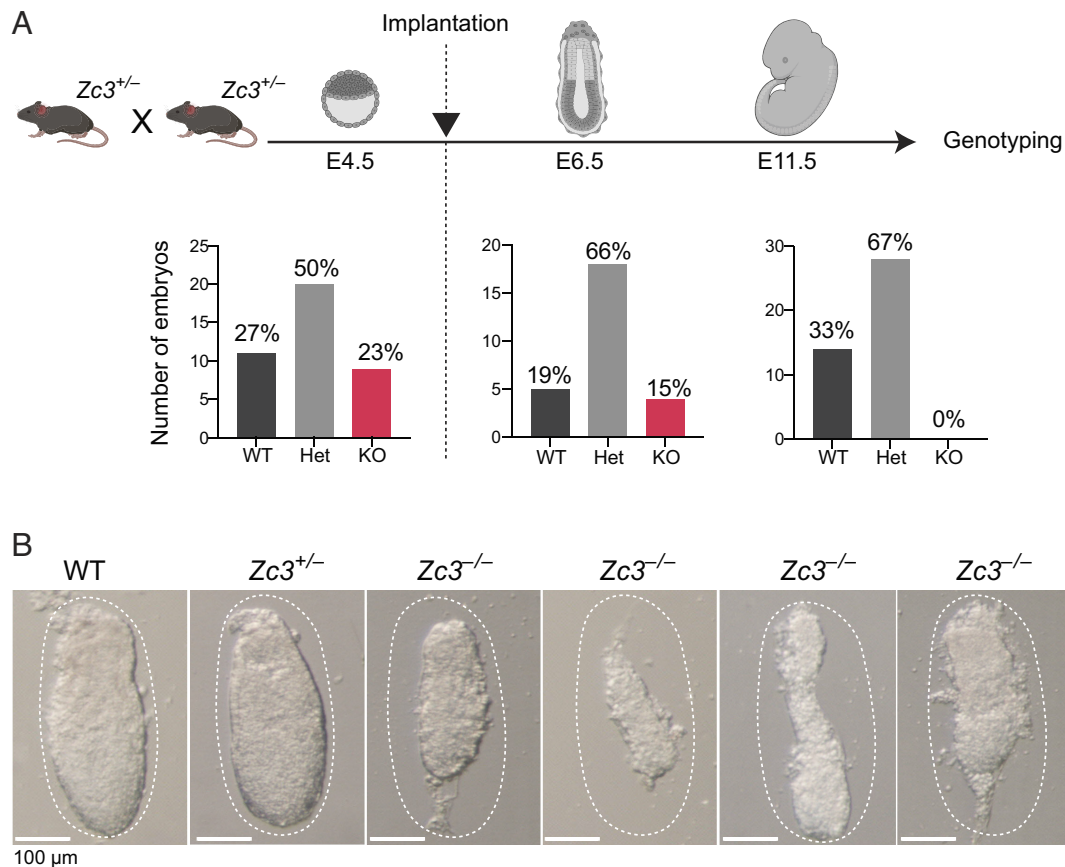 A
Implantation
Zc3+/–
X
Zc3+/–
E4.5
E6.5
E11.5
Genotyping
Number of embryos
25
20
15
10
5
0
27%
50%
23%
WT
Het
KO
20
15
10
5
0
19%
66%
15%
WT
Het
KO
30
20
10
0
33%
67%
0%
WT
Het
KO
B
WT
Zc3+/–
Zc3–/–
Zc3–/–
Zc3–/–
Zc3–/–
100 µm